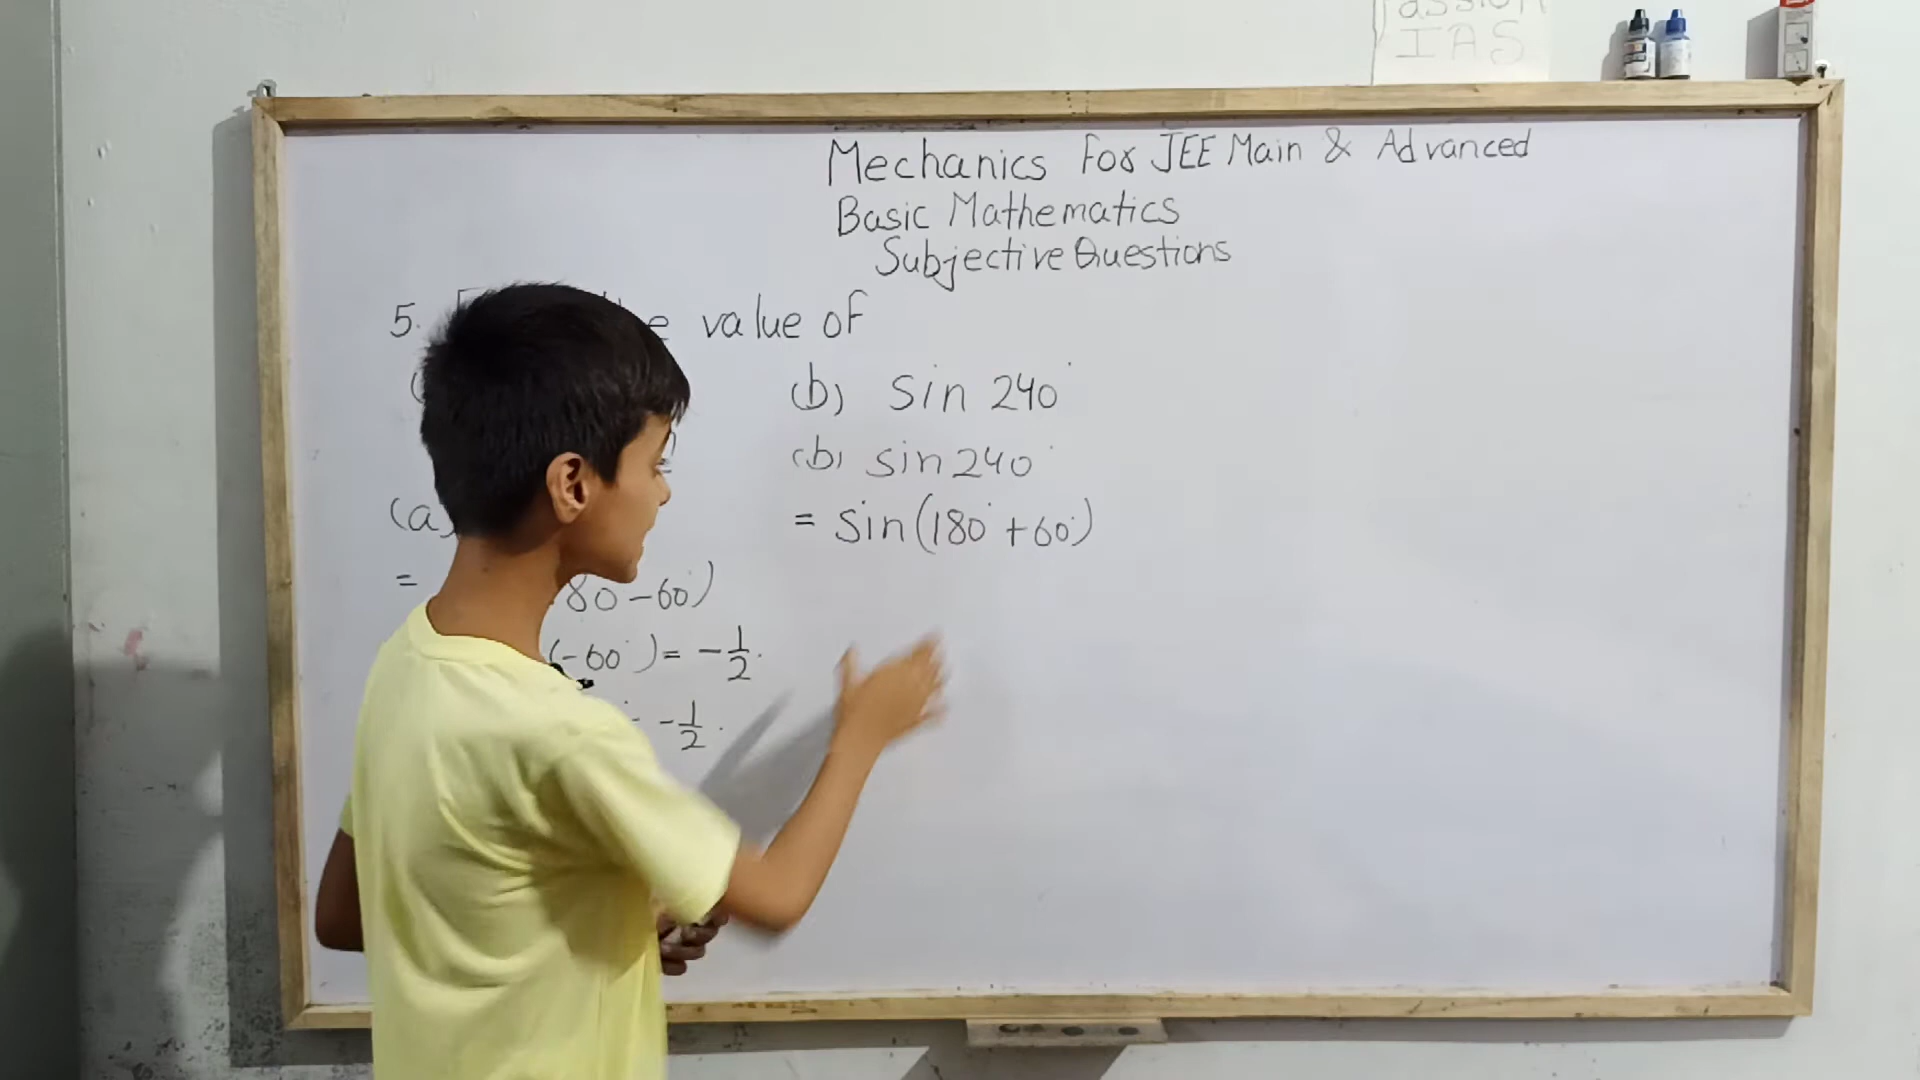 IAS
Mechanics For JEE Main & Advanced
Basic Mathematics
Subjective Questions
5. value of
(b) Sin 240°
(b) sin 240°
(a)
= sin(180° + 60°)
= 80 - 60°)
(-60°) = - 1/2.
- 1/2.